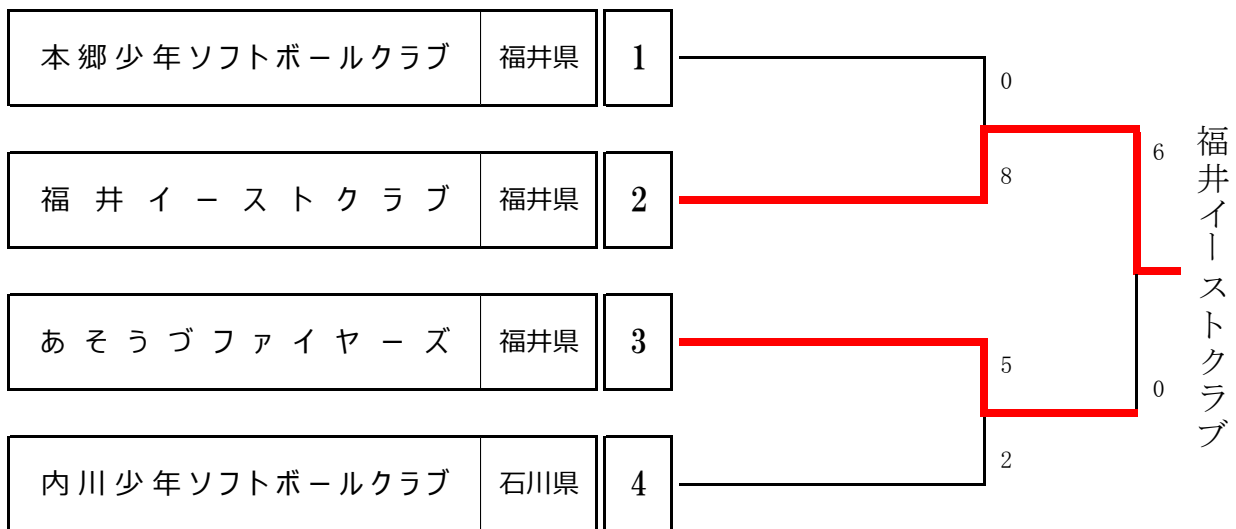 本郷少年ソフトボールクラブ 福井県 1
0
福井イーストクラブ 福井県 2
8
6
福井イーストクラブ
あそうづファイヤーズ 福井県 3
5
0
内川少年ソフトボールクラブ 石川県 4
2